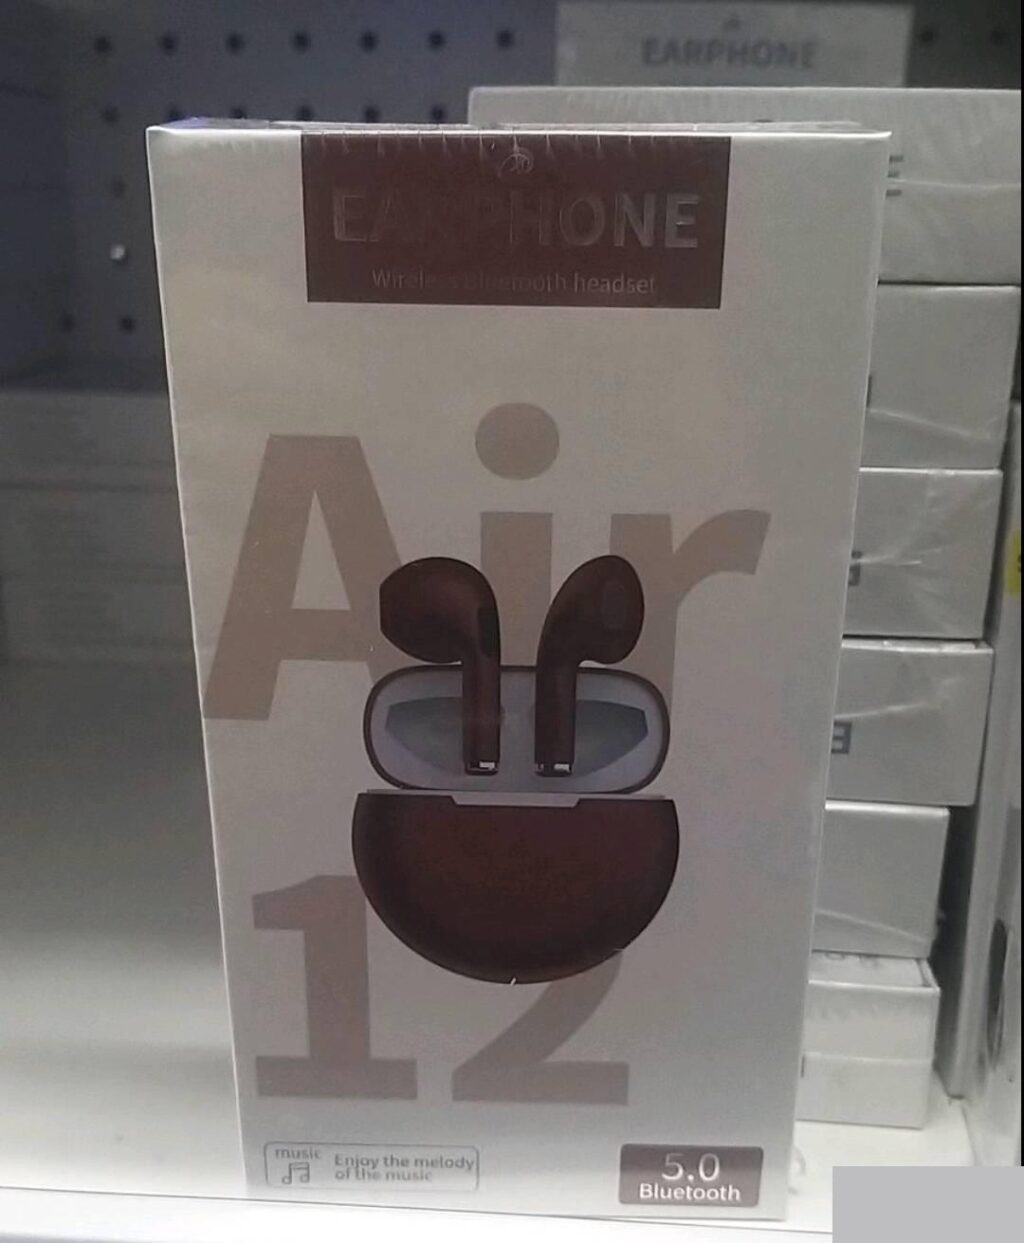 EARPHONE
EARPHONE
Wireless Bluetooth headset
Air
12
music
Enjoy the melody
of the music
5.0
Bluetooth